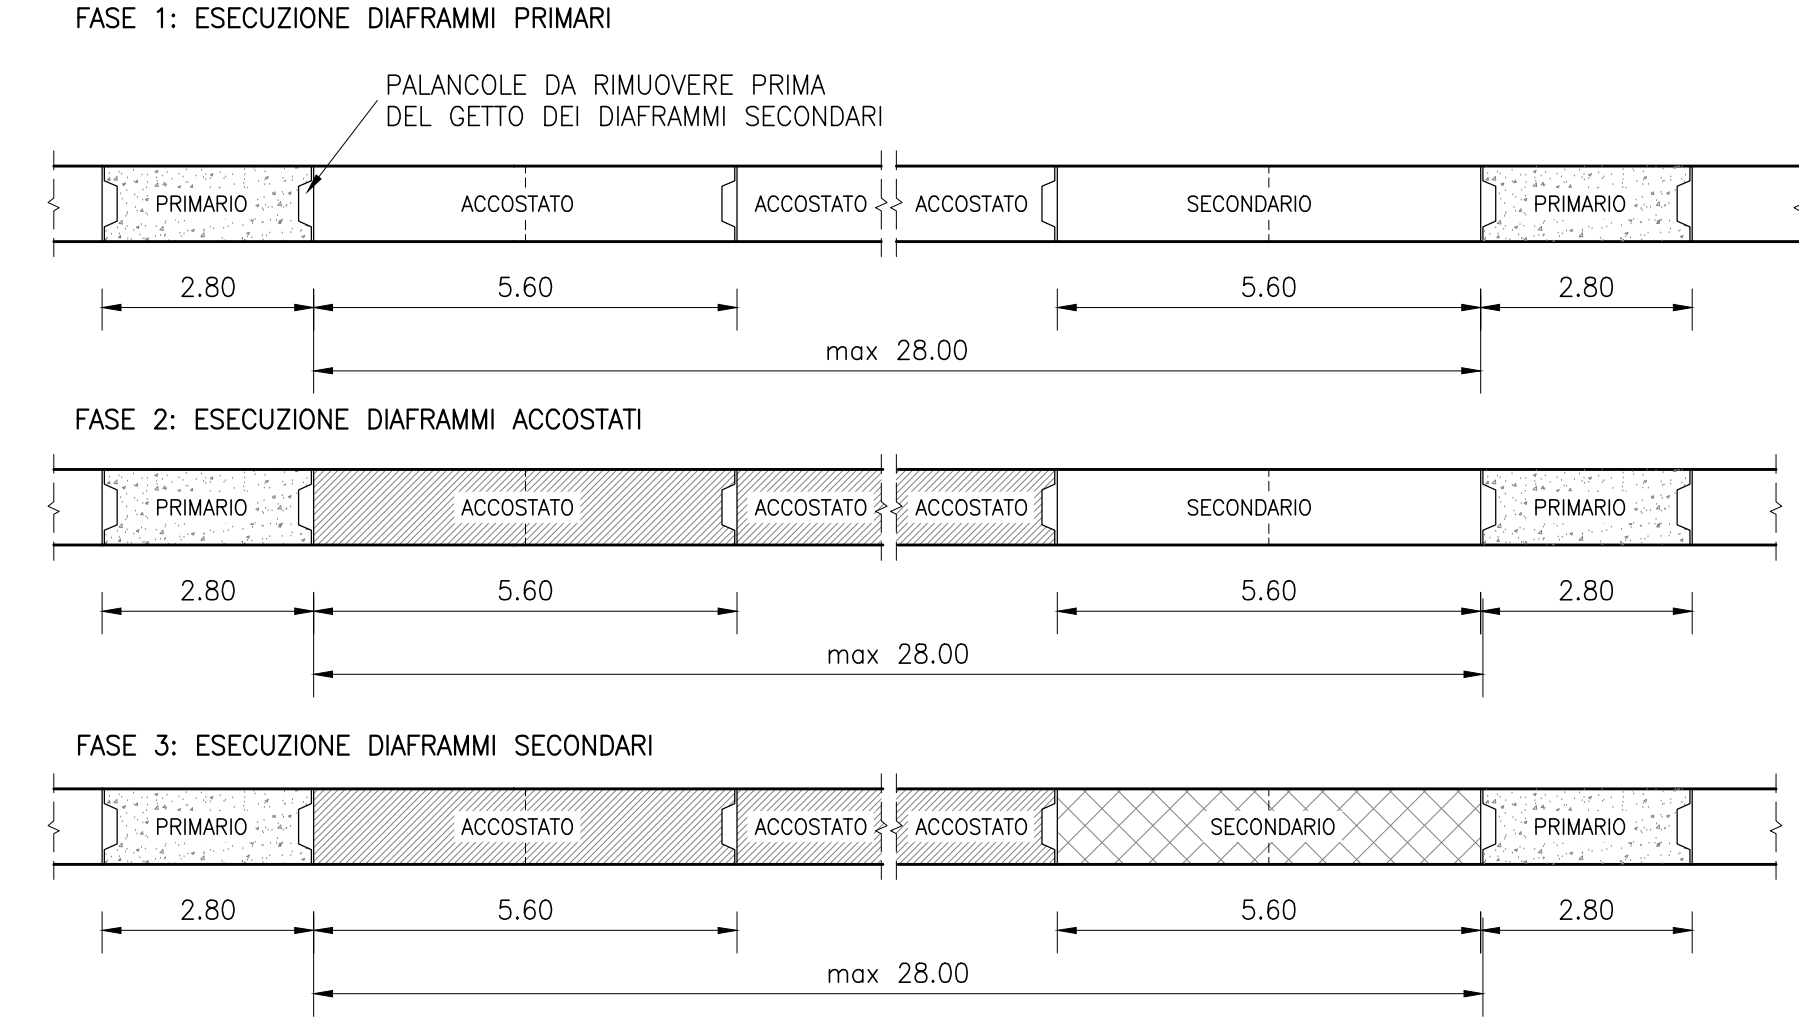 FASE 1: ESECUZIONE DIAFRAMMI PRIMARI
PALANCOLE DA RIMUOVERE PRIMA
DEL GETTO DEI DIAFRAMMI SECONDARI
PRIMARIO ACCOSTATO ACCOSTATO ACCOSTATO SECONDARIO PRIMARIO
2.80 5.60 5.60 2.80
max 28.00
FASE 2: ESECUZIONE DIAFRAMMI ACCOSTATI
PRIMARIO ACCOSTATO ACCOSTATO ACCOSTATO SECONDARIO PRIMARIO
2.80 5.60 5.60 2.80
max 28.00
FASE 3: ESECUZIONE DIAFRAMMI SECONDARI
PRIMARIO ACCOSTATO ACCOSTATO ACCOSTATO SECONDARIO PRIMARIO
2.80 5.60 5.60 2.80
max 28.00